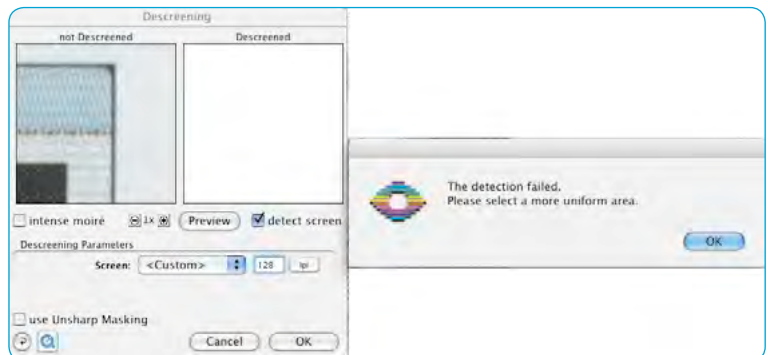 Descreening
not Descreened
Descreened
intense moire
1x
Preview
detect screen
Descreening Parameters
Screen:
<Custom>
128
lpi
use Unsharp Masking
Cancel
OK
The detection failed.
Please select a more uniform area.
OK